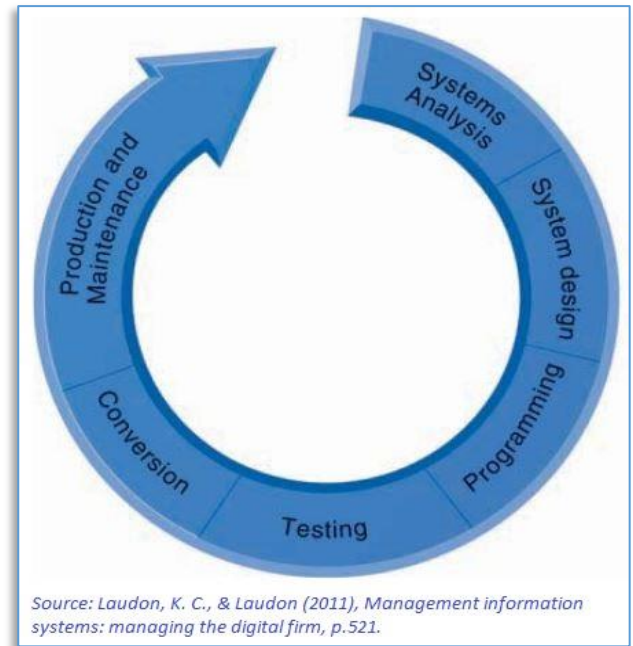 Systems
Analysis
System design
Programming
Testing
Conversion
Production and
Maintenance
Source: Laudon, K. C., & Laudon (2011), Management information
systems: managing the digital firm, p.521.